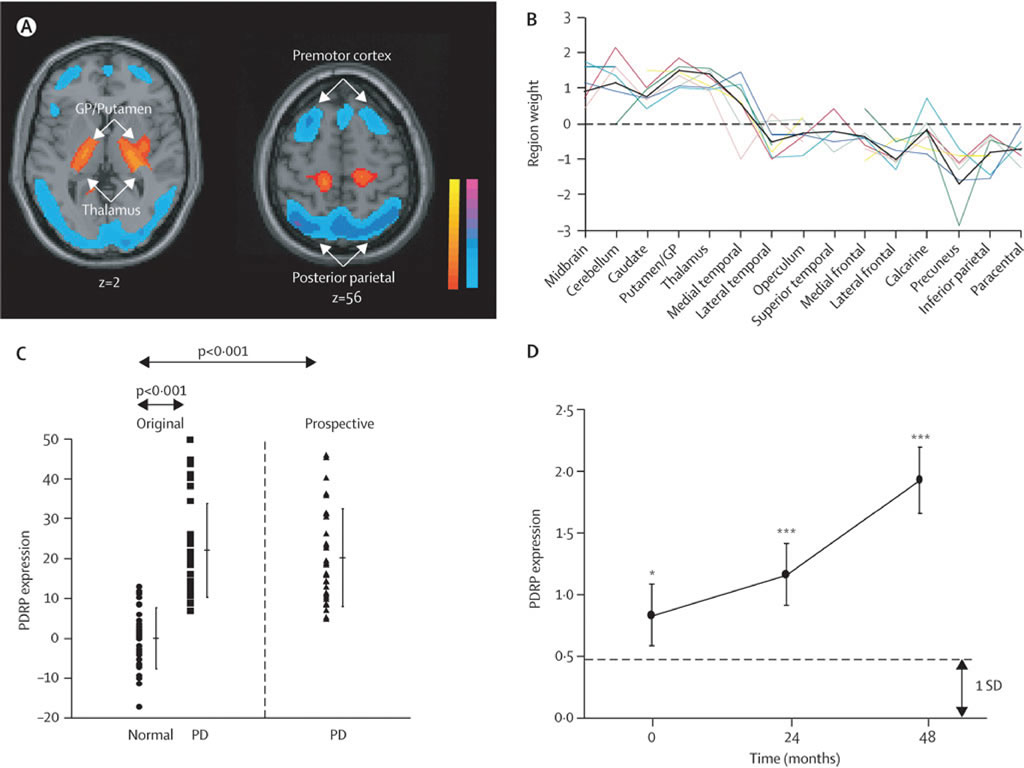 A
GP/Putamen
Thalamus
z=2
Premotor cortex
Posterior parietal
z=56
B
Region weight
3
2
1
0
−1
−2
−3
Midbrain
Cerebellum
Caudate
Putamen/GP
Thalamus
Medial temporal
Lateral temporal
Operculum
Superior temporal
Medial frontal
Lateral frontal
Calcarine
Precuneus
Inferior parietal
Paracentral
C
p<0·001
p<0·001
Original
Prospective
PDRP expression
50
40
30
20
10
0
−10
−20
Normal
PD
PD
D
PDRP expression
2·5
2·0
1·5
1·0
0·5
0·0
*
***
***
1 SD
0
24
48
Time (months)